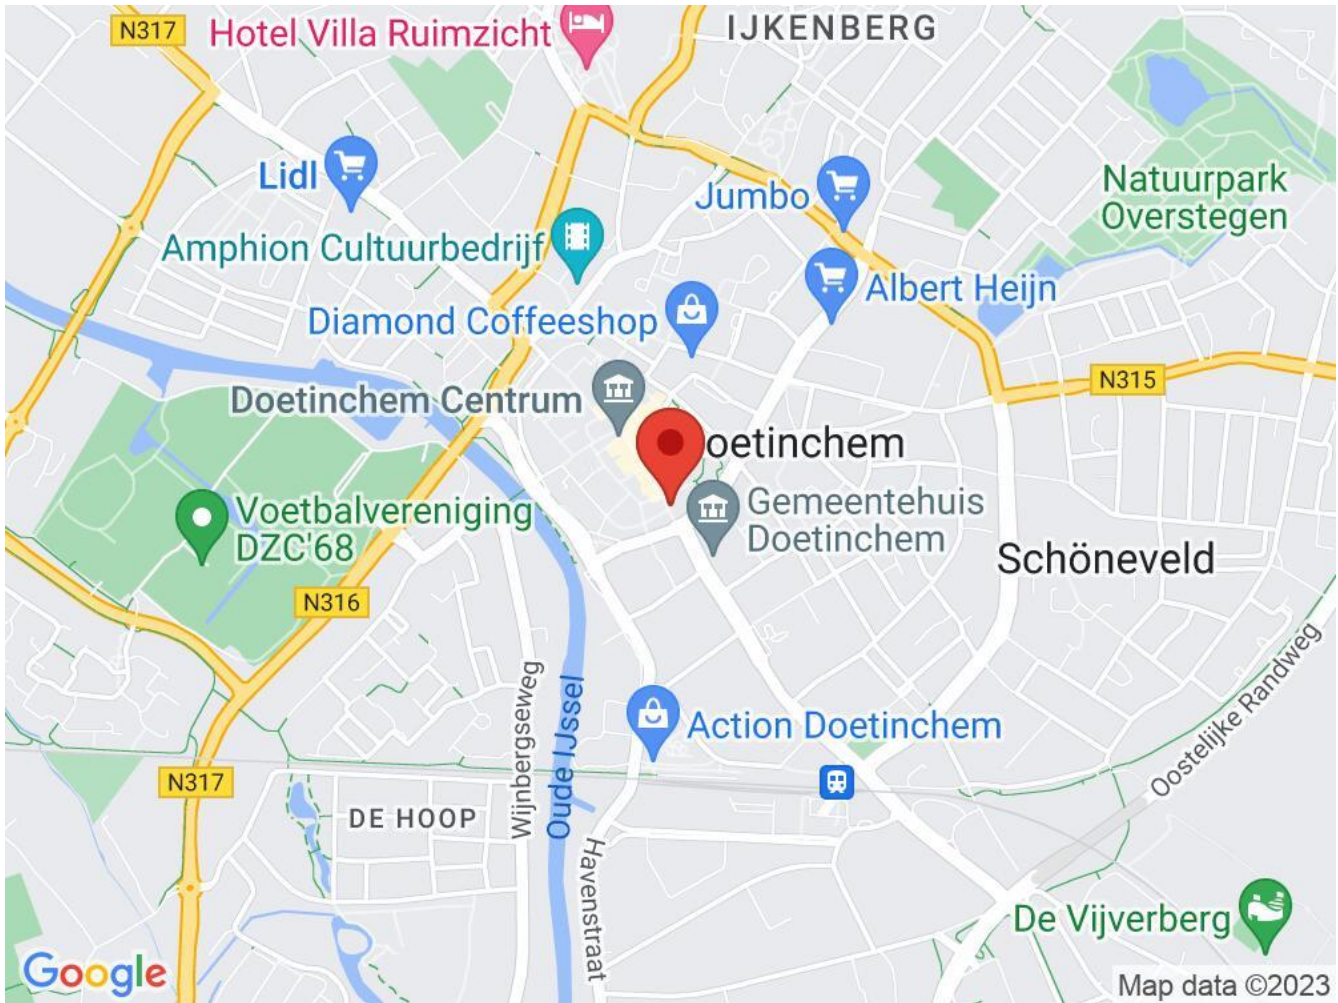 N317
Hotel Villa Ruimzicht
IJKENBERG
Lidl
Jumbo
Natuurpark
Overstegen
Amphion Cultuurbedrijf
Albert Heijn
Diamond Coffeeshop
N315
Doetinchem Centrum
oetinchem
Voetbalvereniging
DZC'68
Gemeentehuis
Doetinchem
Schöneveld
N316
Oostelijke Randweg
Wijnbergseweg
Oude IJssel
Action Doetinchem
N317
DE HOOP
Havenstraat
De Vijverberg
Google
Map data ©2023